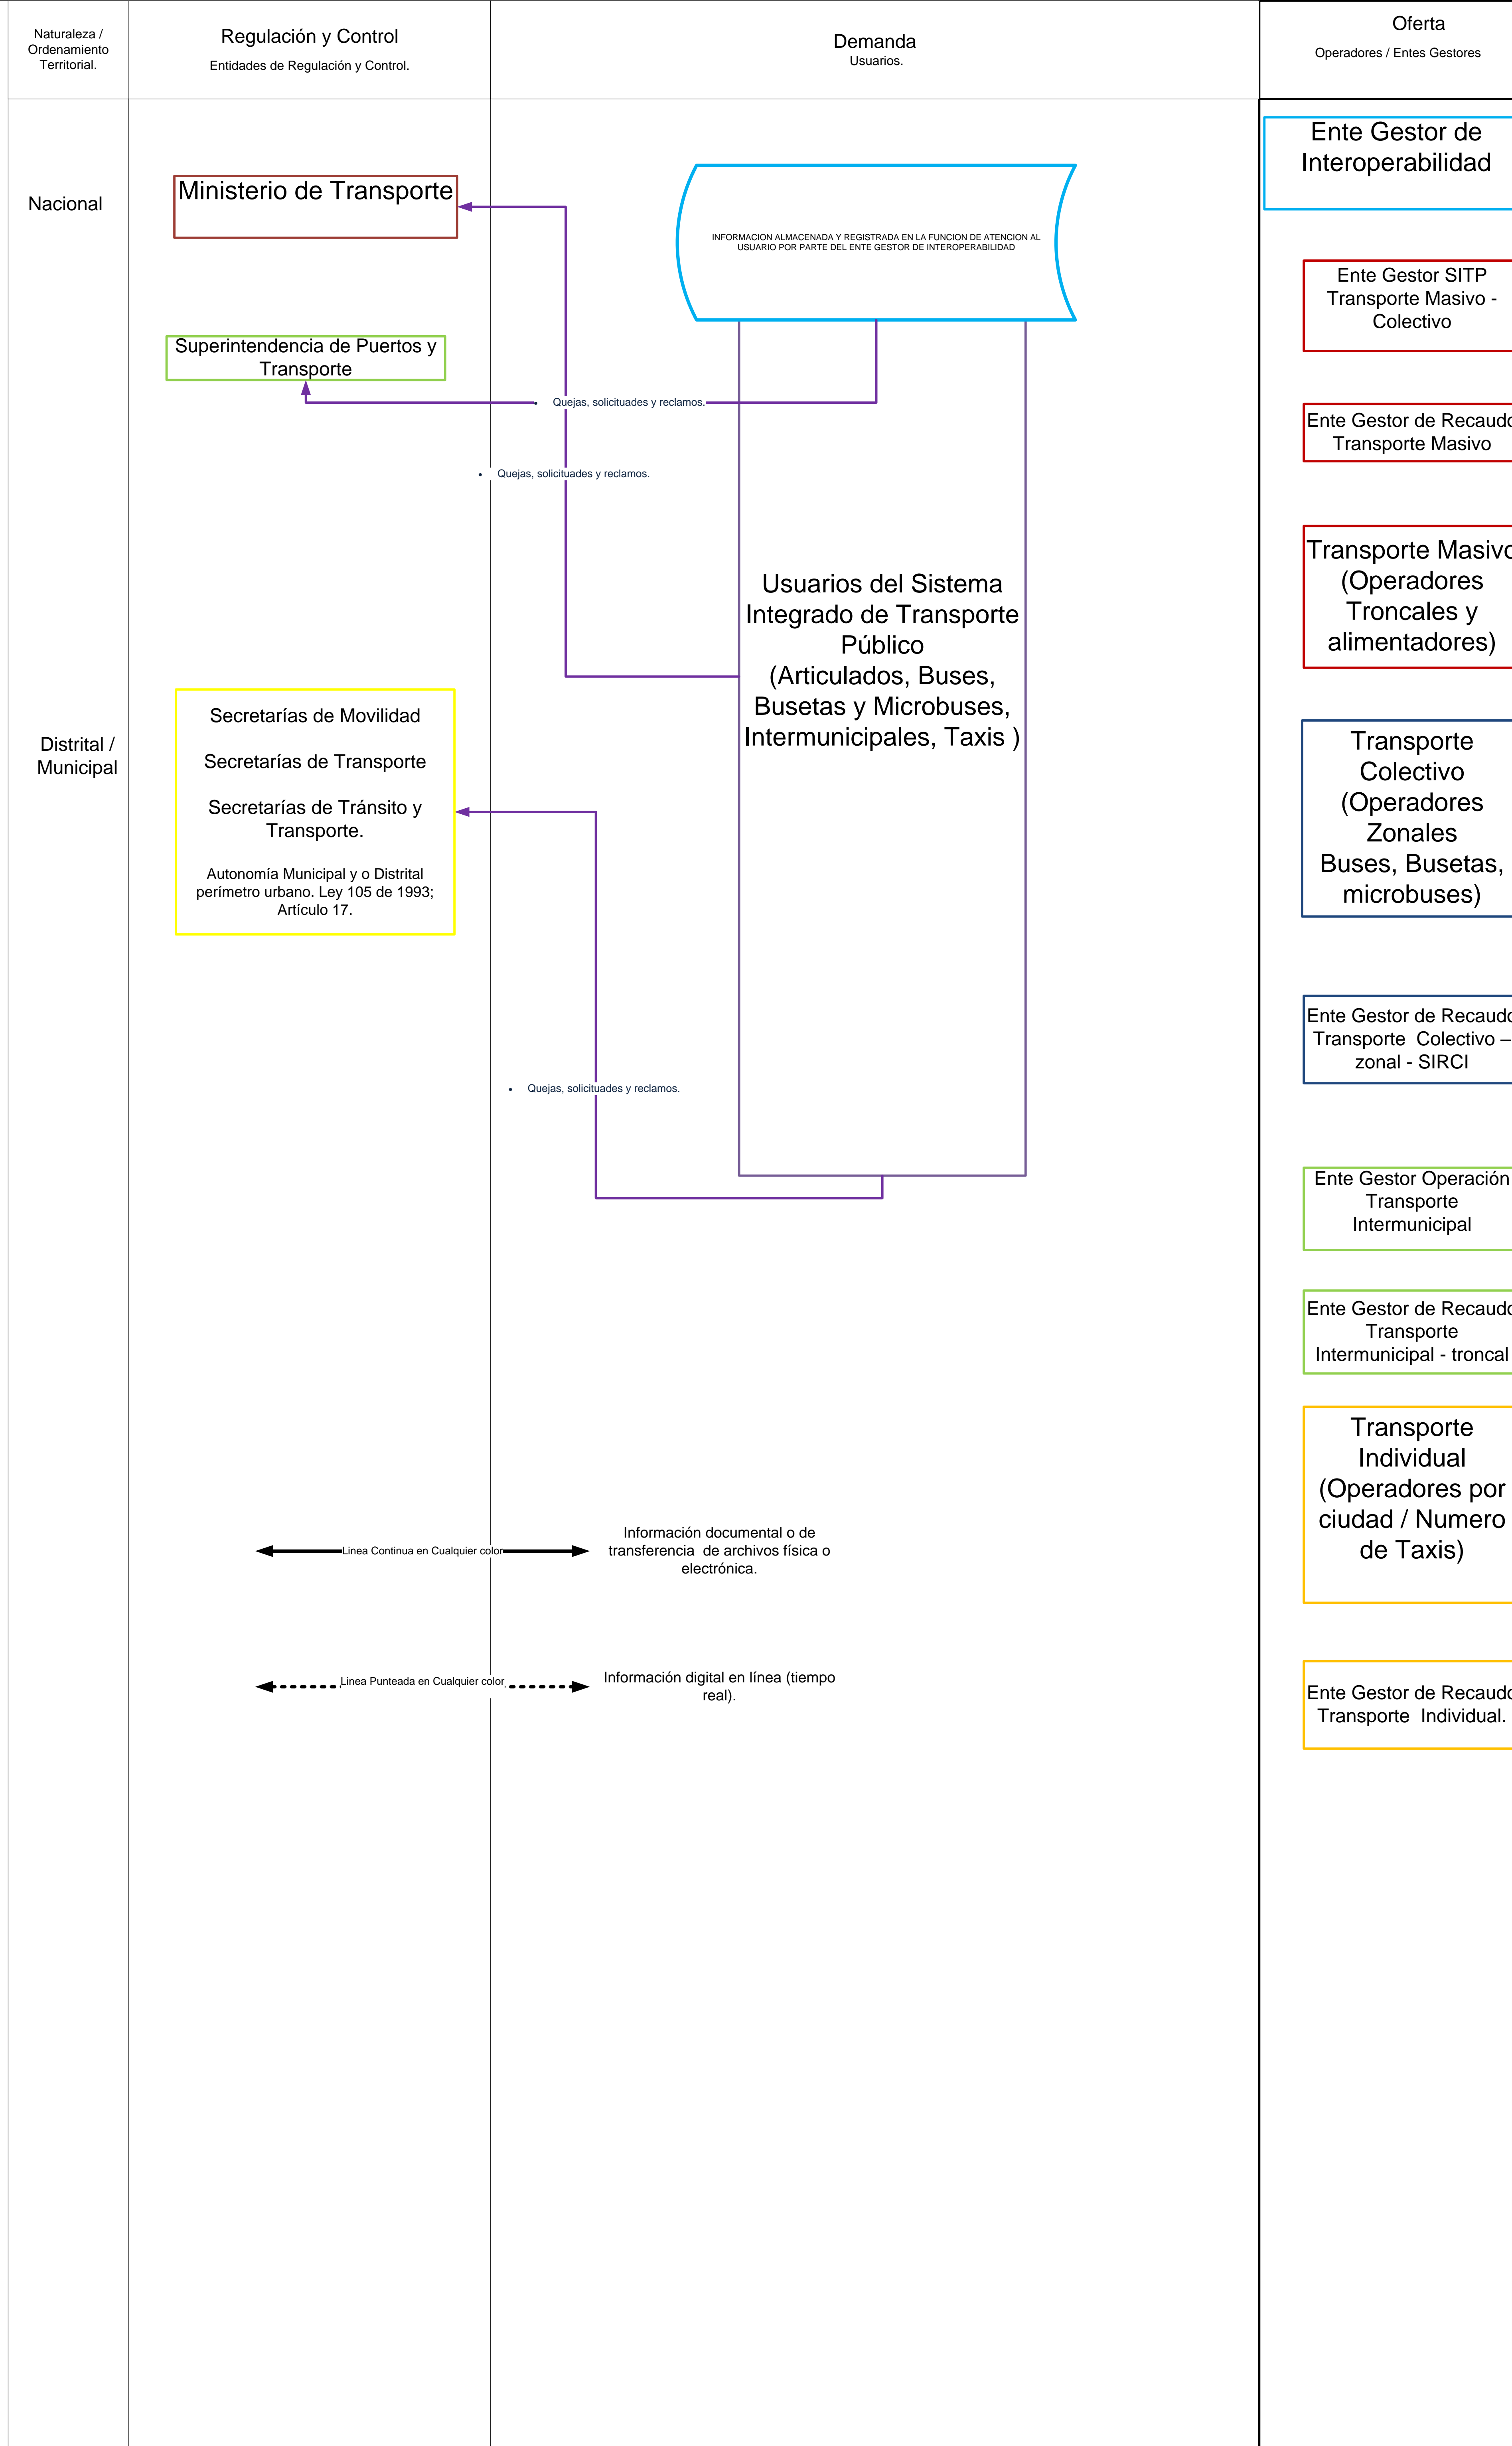 Naturaleza /
Ordenamiento
Territorial.
Regulación y Control
Entidades de Regulación y Control.
Demanda
Usuarios.
Oferta
Operadores / Entes Gestores
Nacional
Ministerio de Transporte
INFORMACION ALMACENADA Y REGISTRADA EN LA FUNCION DE ATENCION AL
USUARIO POR PARTE DEL ENTE GESTOR DE INTEROPERABILIDAD
Ente Gestor de
Interoperabilidad
Superintendencia de Puertos y
Transporte
• Quejas, solicituades y reclamos.
• Quejas, solicituades y reclamos.
Ente Gestor SITP
Transporte Masivo -
Colectivo
Ente Gestor de Recaudo
Transporte Masivo
Transporte Masivo
(Operadores
Troncales y
alimentadores)
Usuarios del Sistema
Integrado de Transporte
Público
(Articulados, Buses,
Busetas y Microbuses,
Intermunicipales, Taxis )
Distrital /
Municipal
Secretarías de Movilidad
Secretarías de Transporte
Secretarías de Tránsito y
Transporte.
Autonomía Municipal y o Distrital
perímetro urbano. Ley 105 de 1993;
Artículo 17.
Transporte
Colectivo
(Operadores
Zonales
Buses, Busetas,
microbuses)
Ente Gestor de Recaudo
Transporte  Colectivo –
zonal - SIRCI
• Quejas, solicituades y reclamos.
Ente Gestor Operación
Transporte
Intermunicipal
Ente Gestor de Recaudo
Transporte
Intermunicipal - troncal
Transporte
Individual
(Operadores por
ciudad / Numero
de Taxis)
Linea Continua en Cualquier color
Información documental o de
transferencia  de archivos física o
electrónica.
Linea Punteada en Cualquier color
Información digital en línea (tiempo
real).
Ente Gestor de Recaudo
Transporte  Individual.